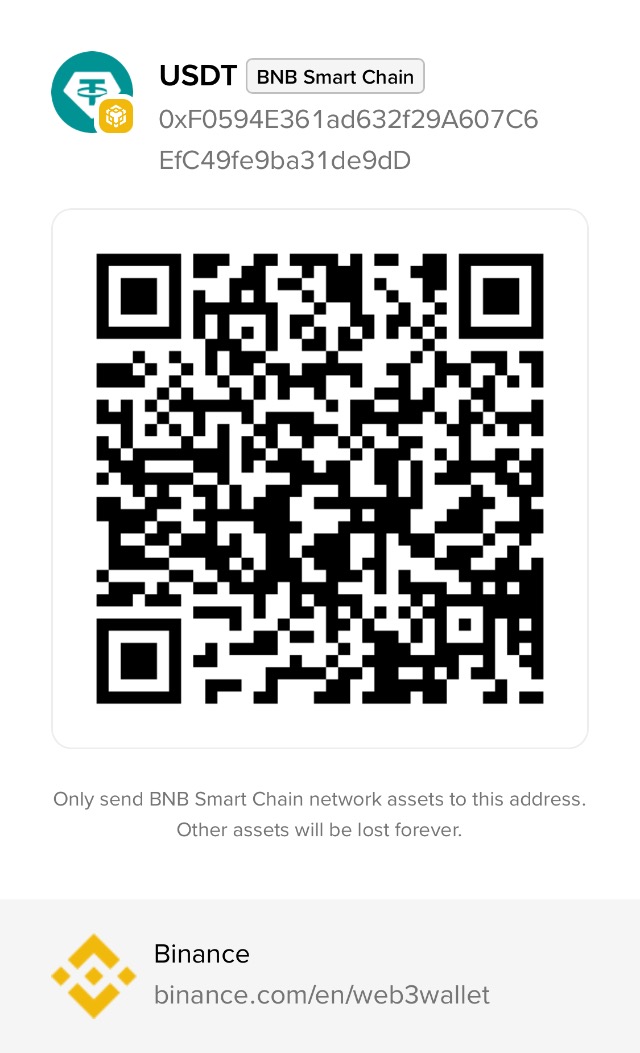 USDT BNB Smart Chain
0xF0594E361ad632f29A607C6
EfC49fe9ba31de9dD
Only send BNB Smart Chain network assets to this address.
Other assets will be lost forever.
Binance
binance.com/en/web3wallet